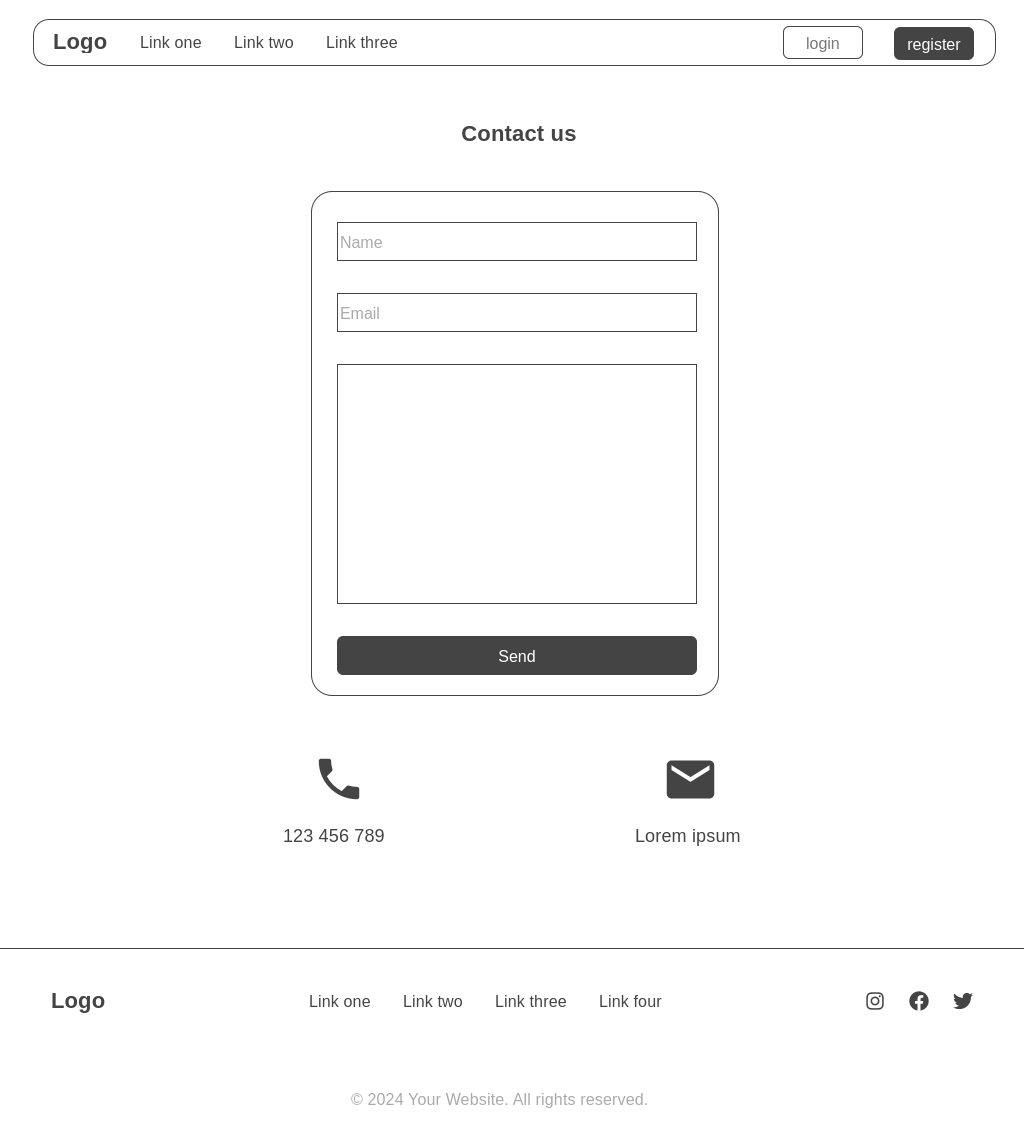 Logo Link one Link two Link three login register
Contact us
Name
Email
Send
123 456 789 Lorem ipsum
Logo Link one Link two Link three Link four
© 2024 Your Website. All rights reserved.